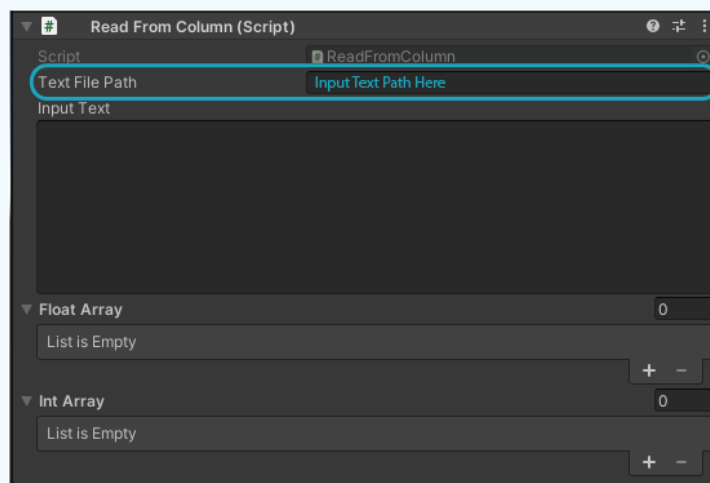 # Read From Column (Script)
Script # ReadFromColumn
Text File Path Input Text Path Here
Input Text
Float Array 0
List is Empty
+ −
Int Array 0
List is Empty
+ −